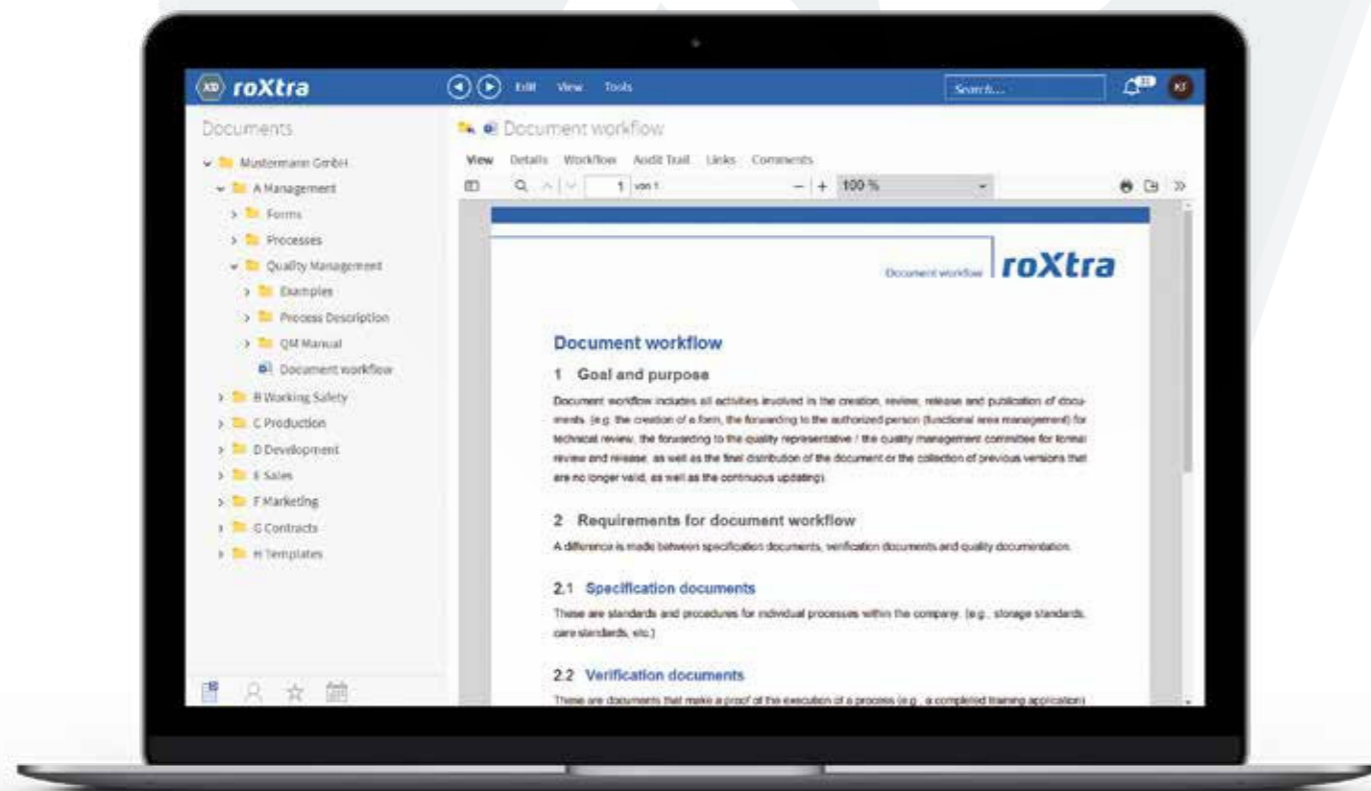 roXtra
Edit View Tools
Search...
Documents
Mustermann GmbH
A Management
Forms
Processes
Quality Management
Examples
Process Description
QM Manual
Document workflow
B Working Safety
C Production
D Development
E Sales
F Marketing
G Contracts
H Templates
Document workflow
View Details Workflow Audit Trail Links Comments
1 von 1 100 %
Document workflow roXtra
Document workflow
1 Goal and purpose
Document workflow includes all activities involved in the creation, review, release and publication of docu-
ments. (e.g. the creation of a form, the forwarding to the authorized person (functional area management) for
technical review, the forwarding to the quality representative / the quality management committee for formal
review and release, as well as the final distribution of the document or the collection of previous versions that
are no longer valid, as well as the continuous updating).
2 Requirements for document workflow
A difference is made between specification documents, verification documents and quality documentation.
2.1 Specification documents
These are standards and procedures for individual processes within the company. (e.g., storage standards,
care standards, etc.)
2.2 Verification documents
These are documents that make a proof of the execution of a process (e.g., a completed training application)